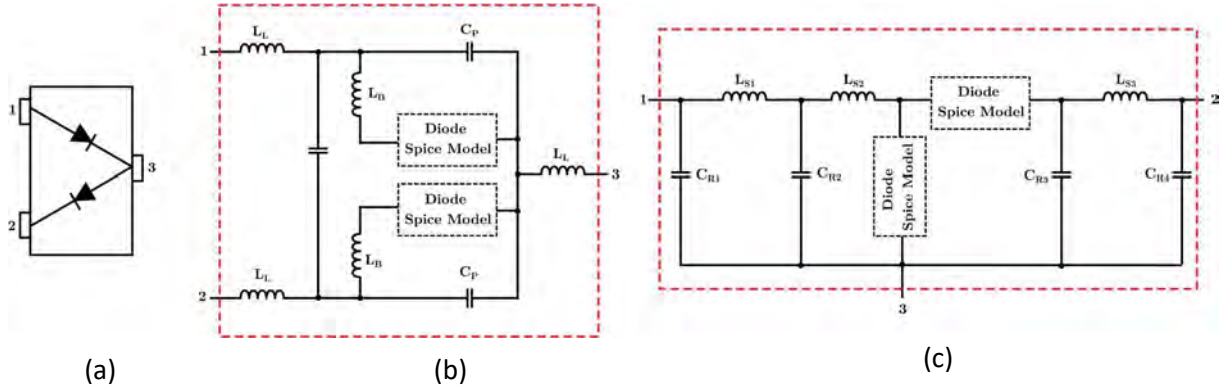 1
2
3
(a)
1
L_L
C_P
L_B
Diode
Spice Model
L_L
3
Diode
Spice Model
L_B
L_L
C_P
2
(b)
1
L_S1
L_S2
Diode
Spice Model
L_S3
2
C_R1
C_R2
Diode
Spice Model
C_R3
C_R4
3
(c)